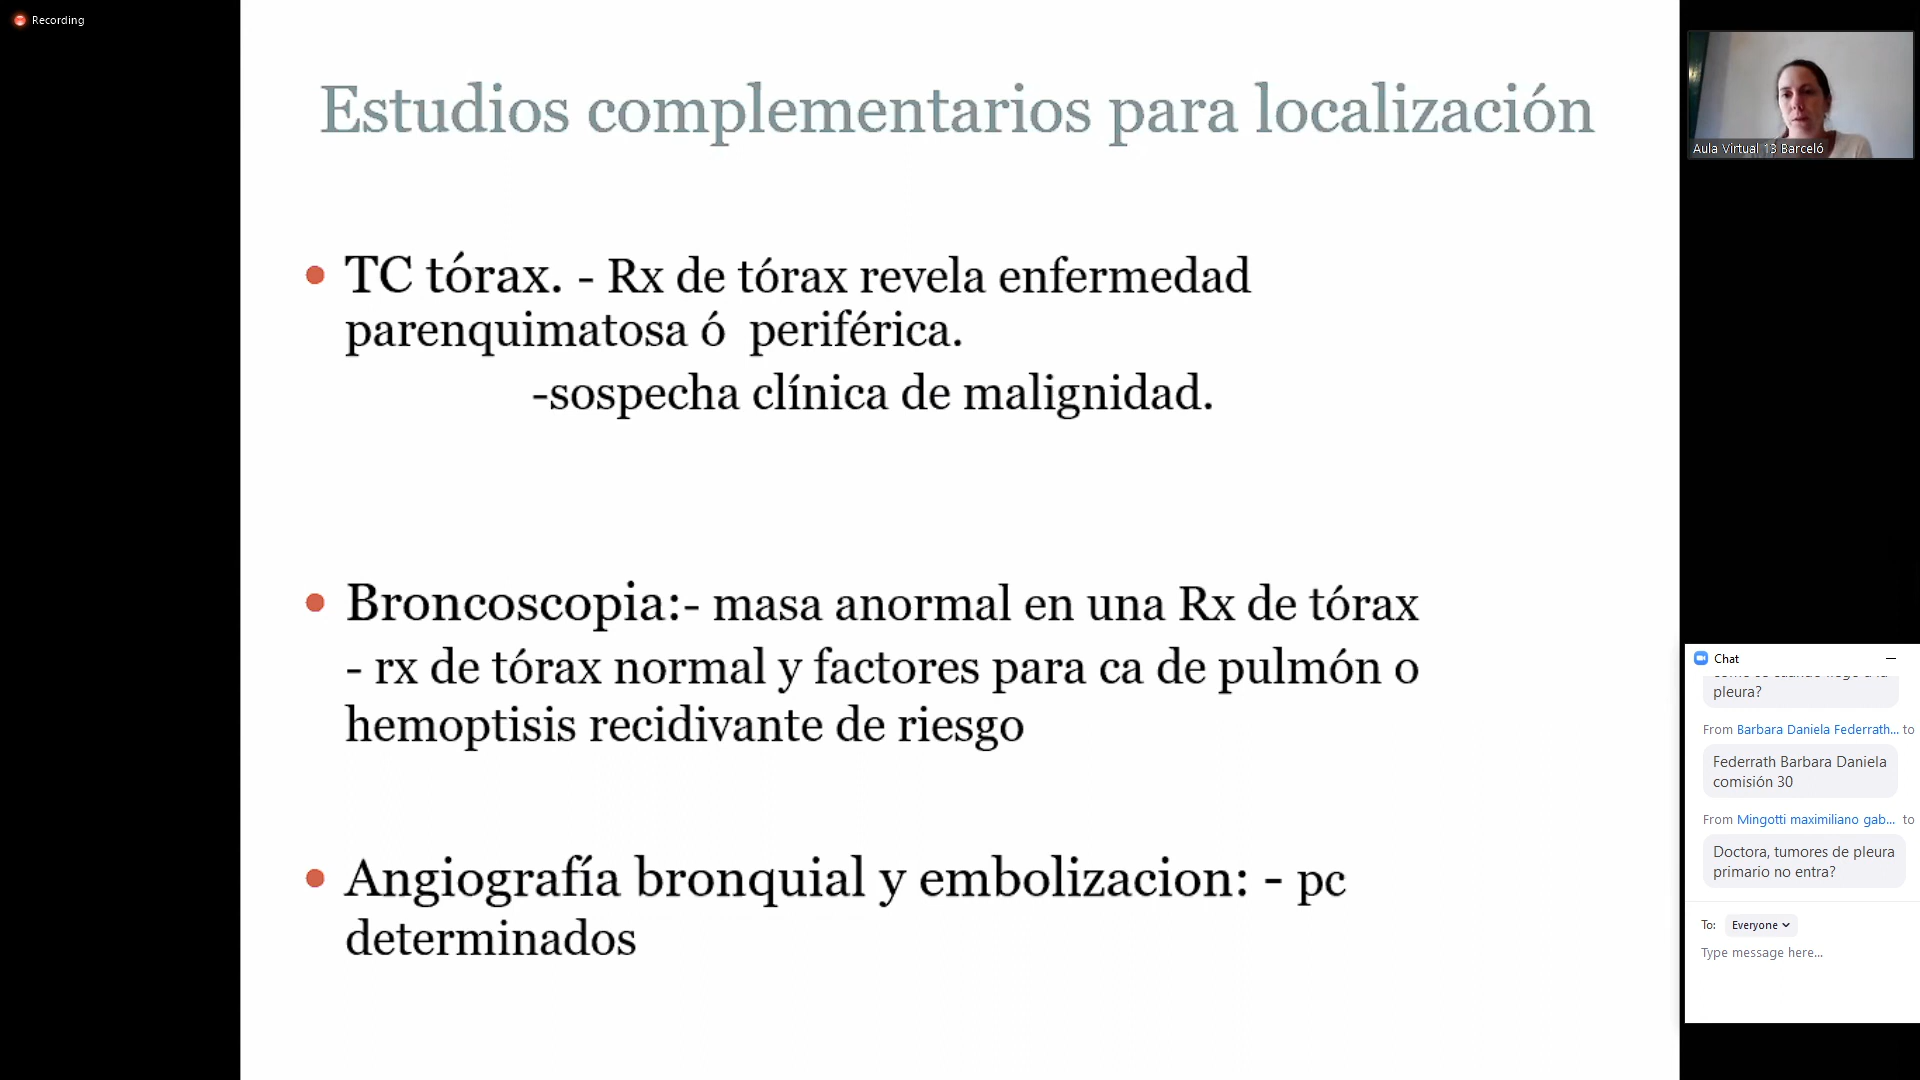 Recording
Estudios complementarios para localización
TC tórax. - Rx de tórax revela enfermedad
parenquimatosa ó  periférica.
-sospecha clínica de malignidad.
Broncoscopia:- masa anormal en una Rx de tórax
- rx de tórax normal y factores para ca de pulmón o
hemoptisis recidivante de riesgo
Angiografía bronquial y embolizacion: - pc
determinados
Aula Virtual 13 Barceló
Chat
pleura?
From Barbara Daniela Federrath... to
Federrath Barbara Daniela
comisión 30
From Mingotti maximiliano gab... to
Doctora, tumores de pleura
primario no entra?
To: Everyone
Type message here...